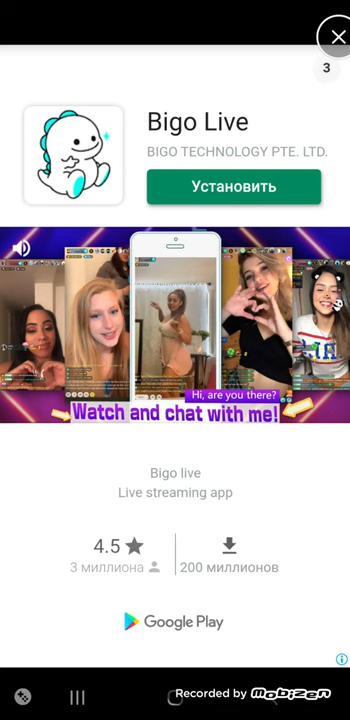 3
Bigo Live
BIGO TECHNOLOGY PTE. LTD.
Установить
Hi, are you there?
Watch and chat with me!
Bigo live
Live streaming app
4.5
3 миллиона
200 миллионов
Google Play
Recorded by Mobizen